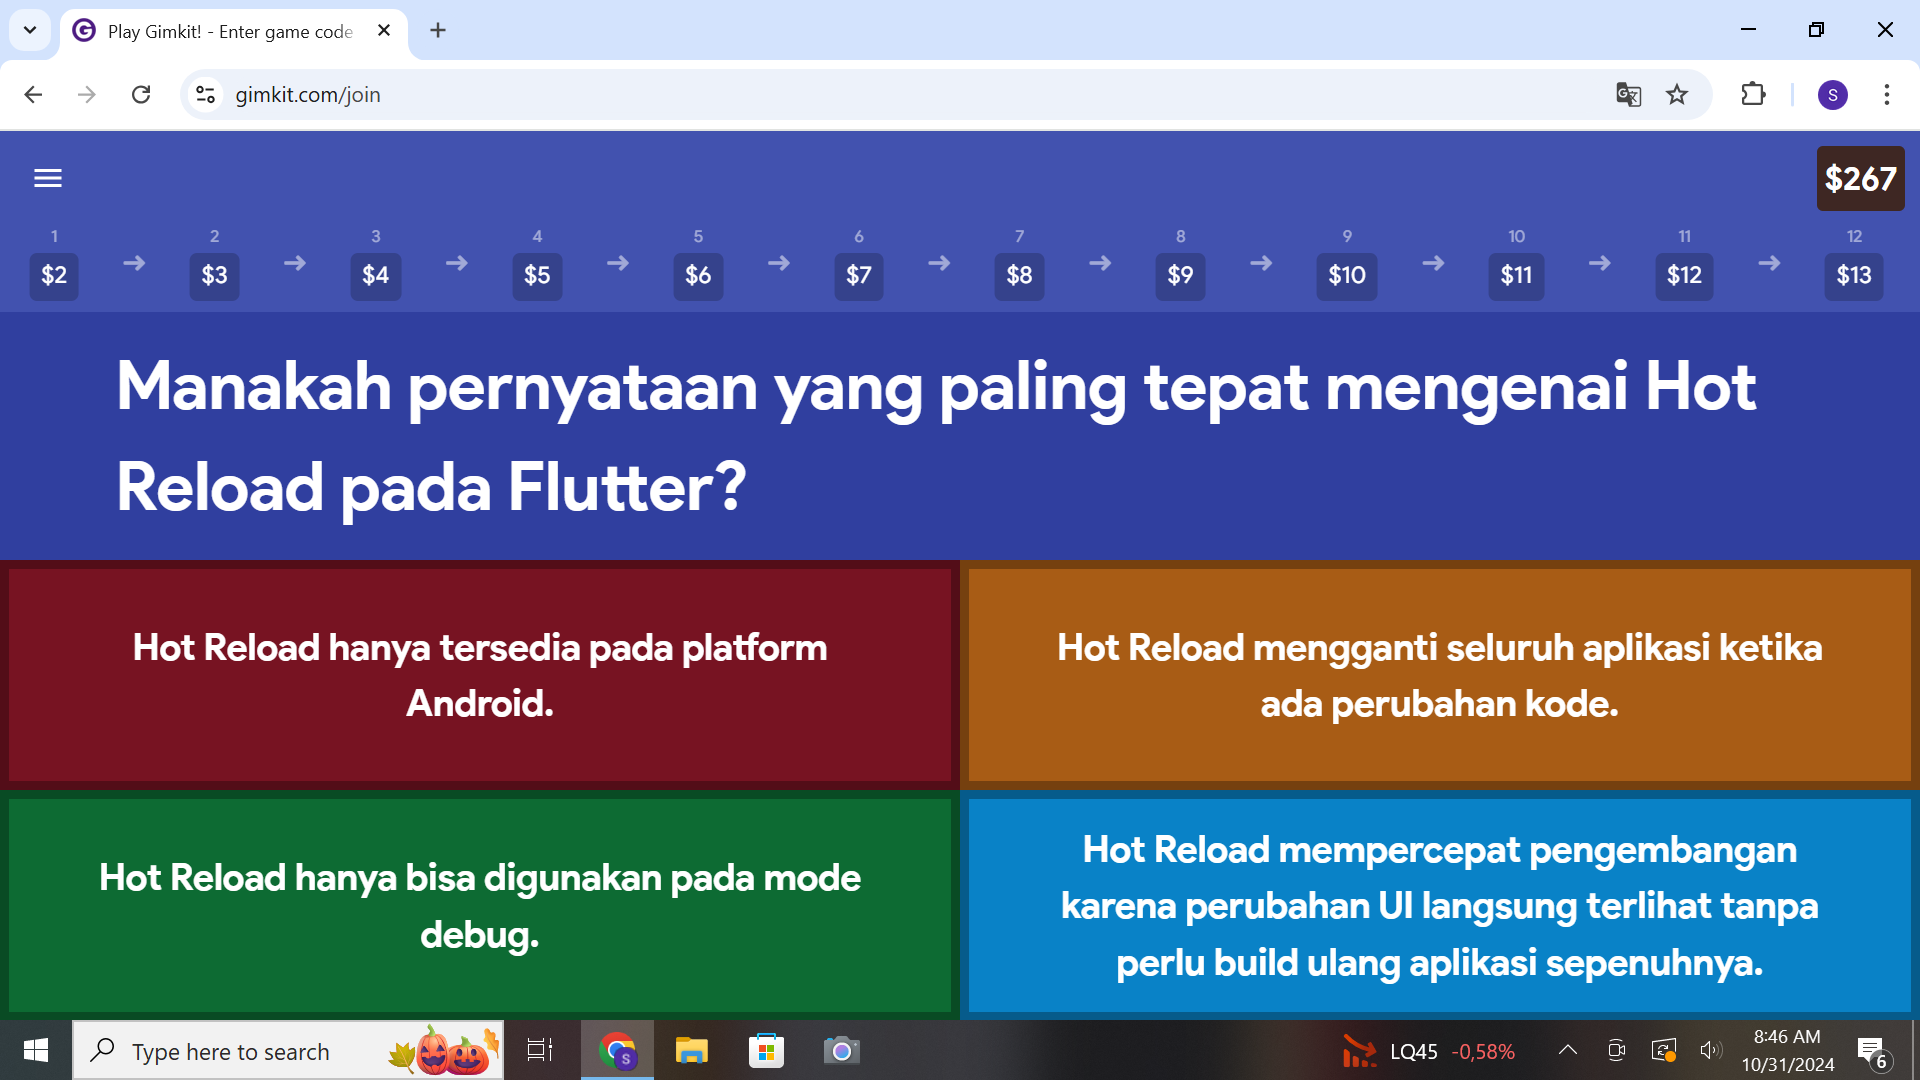 Play Gimkit! - Enter game code
gimkit.com/join
S
$267
1 2 3 4 5 6 7 8 9 10 11 12
$2 $3 $4 $5 $6 $7 $8 $9 $10 $11 $12 $13
Manakah pernyataan yang paling tepat mengenai Hot
Reload pada Flutter?
Hot Reload hanya tersedia pada platform
Android.
Hot Reload mengganti seluruh aplikasi ketika
ada perubahan kode.
Hot Reload hanya bisa digunakan pada mode
debug.
Hot Reload mempercepat pengembangan
karena perubahan UI langsung terlihat tanpa
perlu build ulang aplikasi sepenuhnya.
Type here to search
S
LQ45 -0,58%
8:46 AM
10/31/2024
6